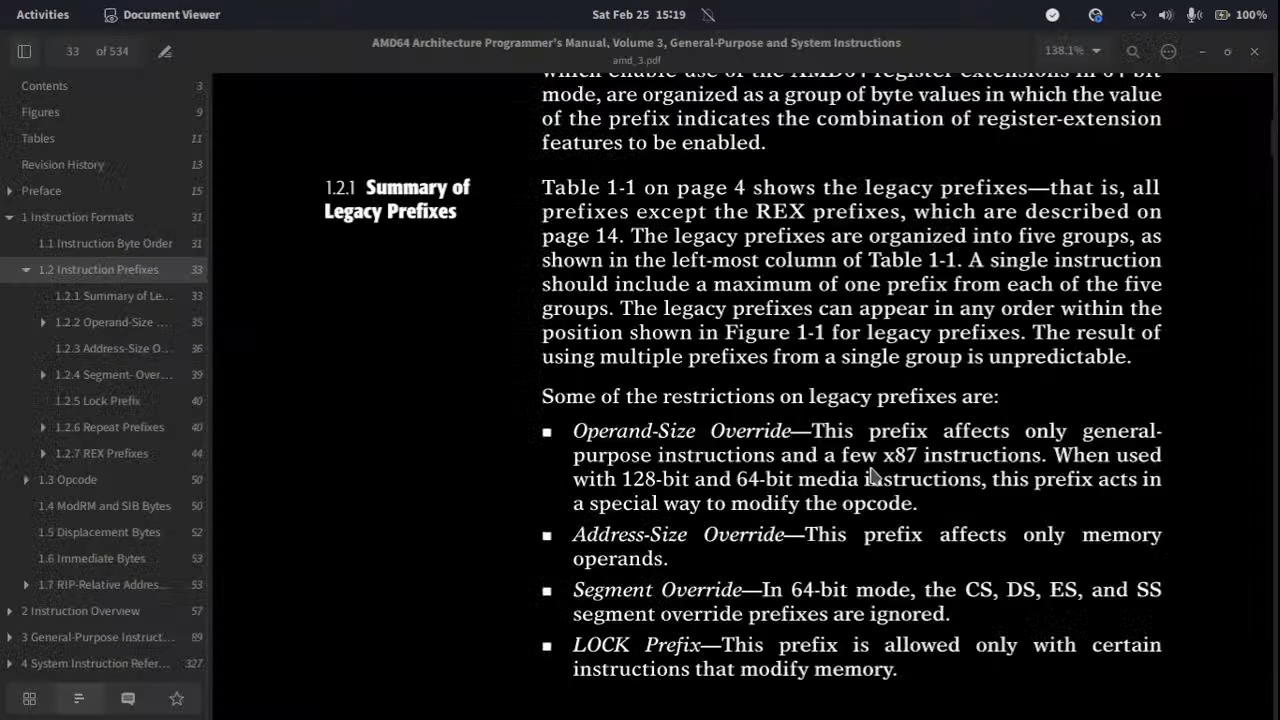 Activities
Document Viewer
Sat Feb 25 15:19
100%
33 of 534
AMD64 Architecture Programmer's Manual, Volume 3, General-Purpose and System Instructions
amd_3.pdf
138.1%
Contents 3
Figures 9
Tables 11
Revision History 13
Preface 15
1 Instruction Formats 31
1.1 Instruction Byte Order 31
1.2 Instruction Prefixes 33
1.2.1 Summary of Le... 33
1.2.2 Operand-Size ... 35
1.2.3 Address-Size O... 36
1.2.4 Segment- Over... 39
1.2.5 Lock Prefix 40
1.2.6 Repeat Prefixes 40
1.2.7 REX Prefixes 44
1.3 Opcode 50
1.4 ModRM and SIB Bytes 50
1.5 Displacement Bytes 52
1.6 Immediate Bytes 53
1.7 RIP-Relative Addres... 53
2 Instruction Overview 57
3 General-Purpose Instruct... 89
4 System Instruction Refer... 327
which enable use of the AMD64 register extensions in 64-bit
mode, are organized as a group of byte values in which the value
of the prefix indicates the combination of register-extension
features to be enabled.
1.2.1 Summary of
Legacy Prefixes
Table 1-1 on page 4 shows the legacy prefixes—that is, all
prefixes except the REX prefixes, which are described on
page 14. The legacy prefixes are organized into five groups, as
shown in the left-most column of Table 1-1. A single instruction
should include a maximum of one prefix from each of the five
groups. The legacy prefixes can appear in any order within the
position shown in Figure 1-1 for legacy prefixes. The result of
using multiple prefixes from a single group is unpredictable.
Some of the restrictions on legacy prefixes are:
■ Operand-Size Override—This prefix affects only general-
purpose instructions and a few x87 instructions. When used
with 128-bit and 64-bit media instructions, this prefix acts in
a special way to modify the opcode.
■ Address-Size Override—This prefix affects only memory
operands.
■ Segment Override—In 64-bit mode, the CS, DS, ES, and SS
segment override prefixes are ignored.
■ LOCK Prefix—This prefix is allowed only with certain
instructions that modify memory.